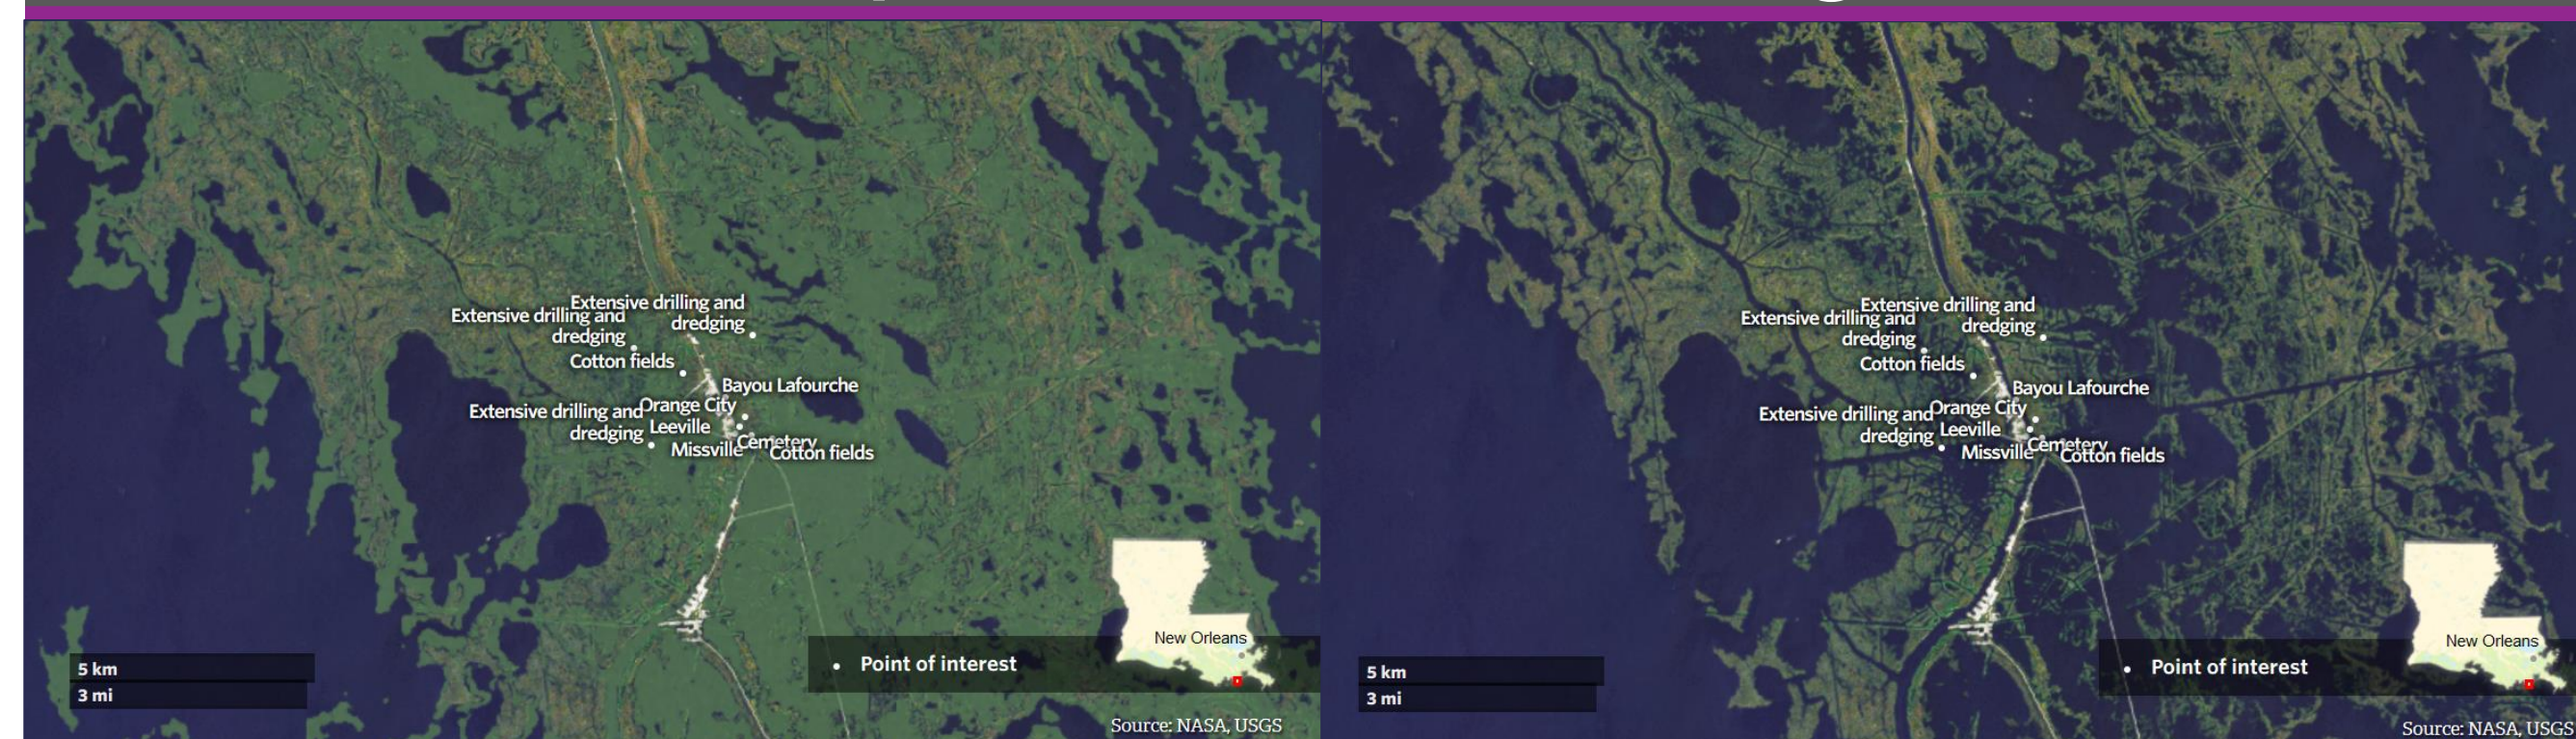 Extensive drilling and
dredging
Extensive drilling and
dredging
Cotton fields
Bayou Lafourche
Orange City
Extensive drilling and
dredging
Leeville
Cemetery
Missville
Cotton fields
New Orleans
Point of interest
5 km
3 mi
Source: NASA, USGS
Extensive drilling and
dredging
Extensive drilling and
dredging
Cotton fields
Bayou Lafourche
Orange City
Extensive drilling and
dredging
Leeville
Cemetery
Missville
Cotton fields
New Orleans
Point of interest
5 km
3 mi
Source: NASA, USGS